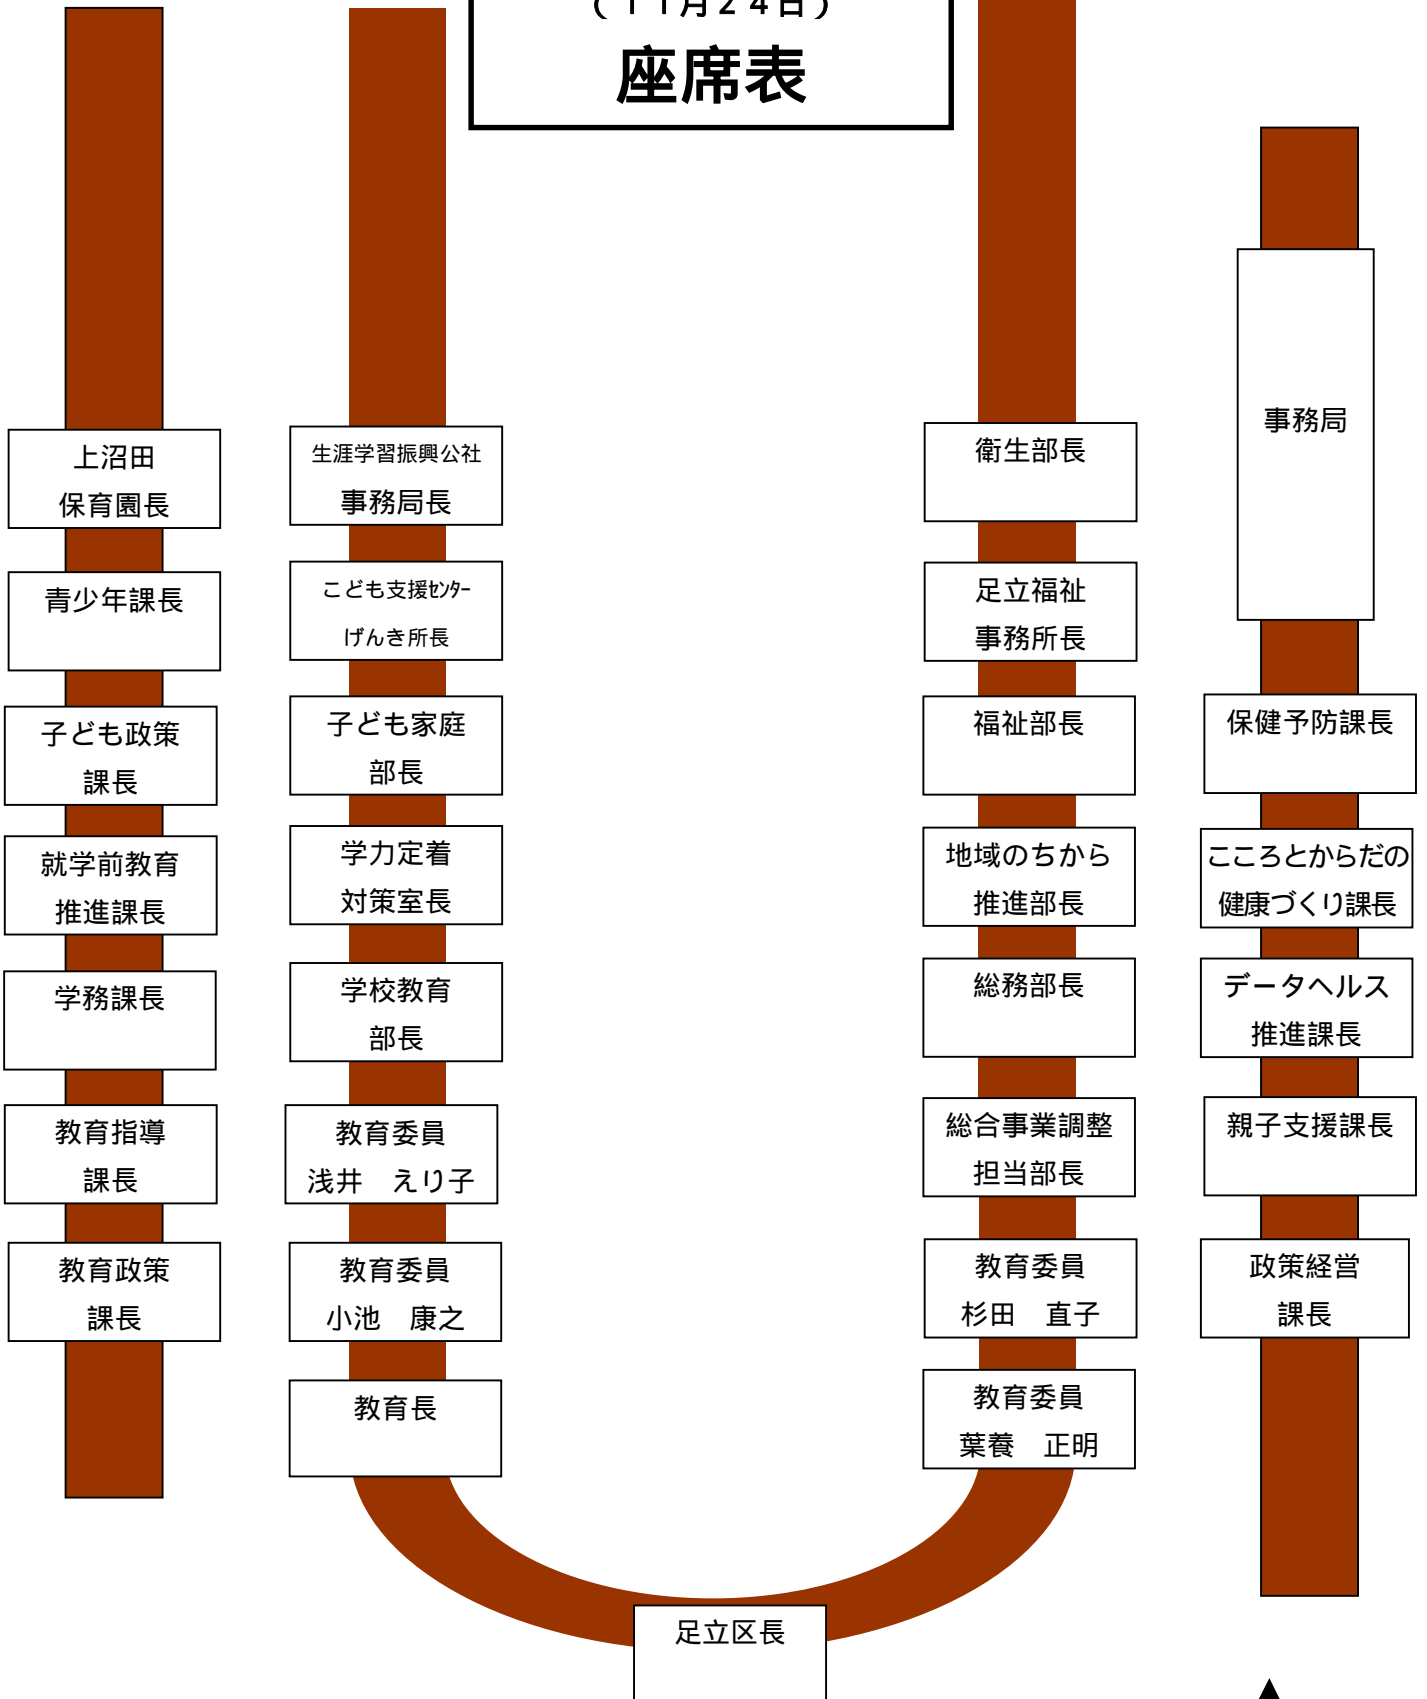 （１１月２４日）
座席表
上沼田
保育園長
青少年課長
子ども政策
課長
就学前教育
推進課長
学務課長
教育指導
課長
教育政策
課長
生涯学習振興公社
事務局長
こども支援ｾﾝﾀｰ
げんき所長
子ども家庭
部長
学力定着
対策室長
学校教育
部長
教育委員
浅井　えり子
教育委員
小池　康之
教育長
足立区長
衛生部長
足立福祉
事務所長
福祉部長
地域のちから
推進部長
総務部長
総合事業調整
担当部長
教育委員
杉田　直子
教育委員
葉養　正明
事務局
保健予防課長
こころとからだの
健康づくり課長
データヘルス
推進課長
親子支援課長
政策経営
課長